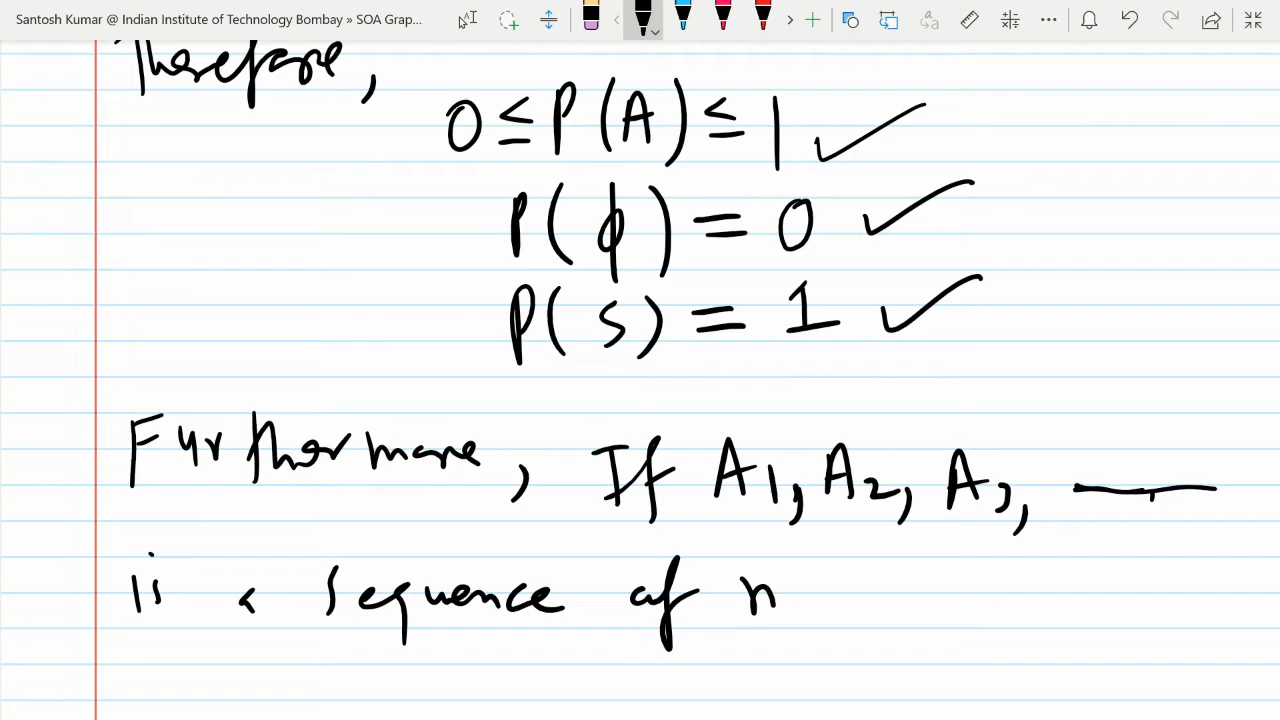 Santosh Kumar @ Indian Institute of Technology Bombay » SOA Grap...
Therefore,
0 ≤ P(A) ≤ 1 ✓
P(ϕ) = 0 ✓
P(s) = 1 ✓
Furthermore, If A1, A2, A3, —
is a sequence of n